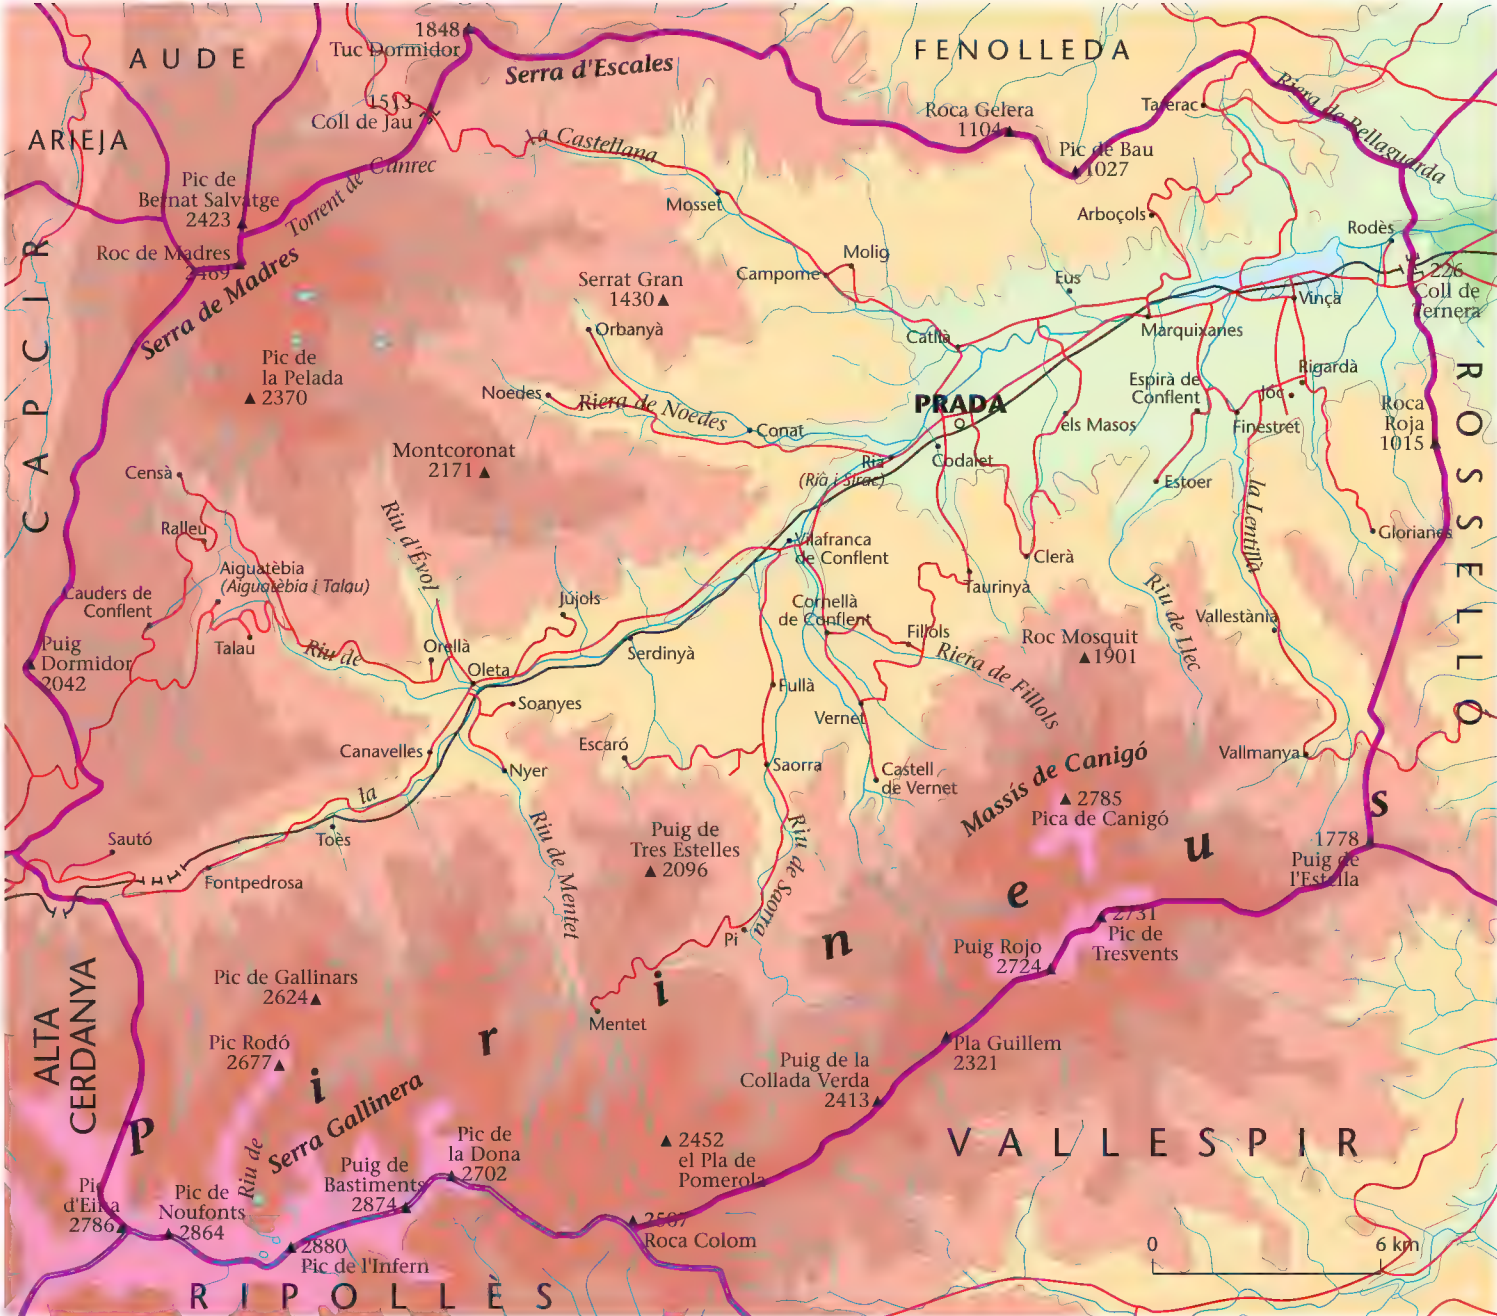 1848
Tuc Dormidor
AUDE
Serra d'Escales
FENOLLEDA
Riera de Bellaguarda
1513
Coll de Jau
ARIEJA
La Castellana
Roca Gelera
1104
Tarerac
Pic de Bau
1027
Torrent de Canrec
Pic de
Bernat Salvatge
2423
Mosset
Arboçols
Rodès
Roc de Madres
2469
Serra de Madres
CAPCIR
Molig
Campome
Serrat Gran
1430
Eus
226
Coll de
Ternera
Vinçà
Orbanyà
Catllà
Marquixanes
Pic de
la Pelada
2370
Rigardà
Noedes
Riera de Noedes
PRADA
Espirà de
Conflent
Jóc
Finestret
Roca
Roja
1015
ROSSELLÓ
Conat
els Masos
Montcoronat
2171
Ria
(Rià i Sirac)
Codalet
Censà
Estoer
la Lentillà
Riu d'Évol
Ralleu
Vilafranca
de Conflent
Glorianes
Clerà
Aiguatèbia
(Aiguatèbia i Talau)
Taurinyà
Cauders de
Conflent
Jújols
Cornellà
de Conflent
Riu de Llec
Vallestània
Fillols
Talau
Riu de
la
Orellà
Serdinyà
Roc Mosquit
1901
Riera de Fillols
Puig
Dormidor
2042
Oleta
Fullà
Soanyes
Vernet
Canavelles
Escaró
Nyer
Saorra
Castell
de Vernet
Massís de Canigó
Vallmanya
2785
Pica de Canigó
Toès
Riu de Mentet
Puig de
Tres Estelles
2096
Riu de Saorra
Sautó
Fontpedrosa
1778
Puig de
l'Estella
Pi
2731
Pic de
Tresvents
Puig Rojo
2724
Pic de Gallinars
2624
Mentet
ALTA
CERDANYA
Pic Rodó
2677
Pirineus
Pla Guillem
2321
Puig de la
Collada Verda
2413
Serra Gallinera
Riu de
VALLESPIR
2452
el Pla de
Pomerola
Pic de
la Dona
2702
Puig de
Bastiments
2874
Pic
d'Eina
2786
Pic de
Noufonts
2864
2880
Pic de l'Infern
2507
Roca Colom
RIPOLLÈS
0
6 km